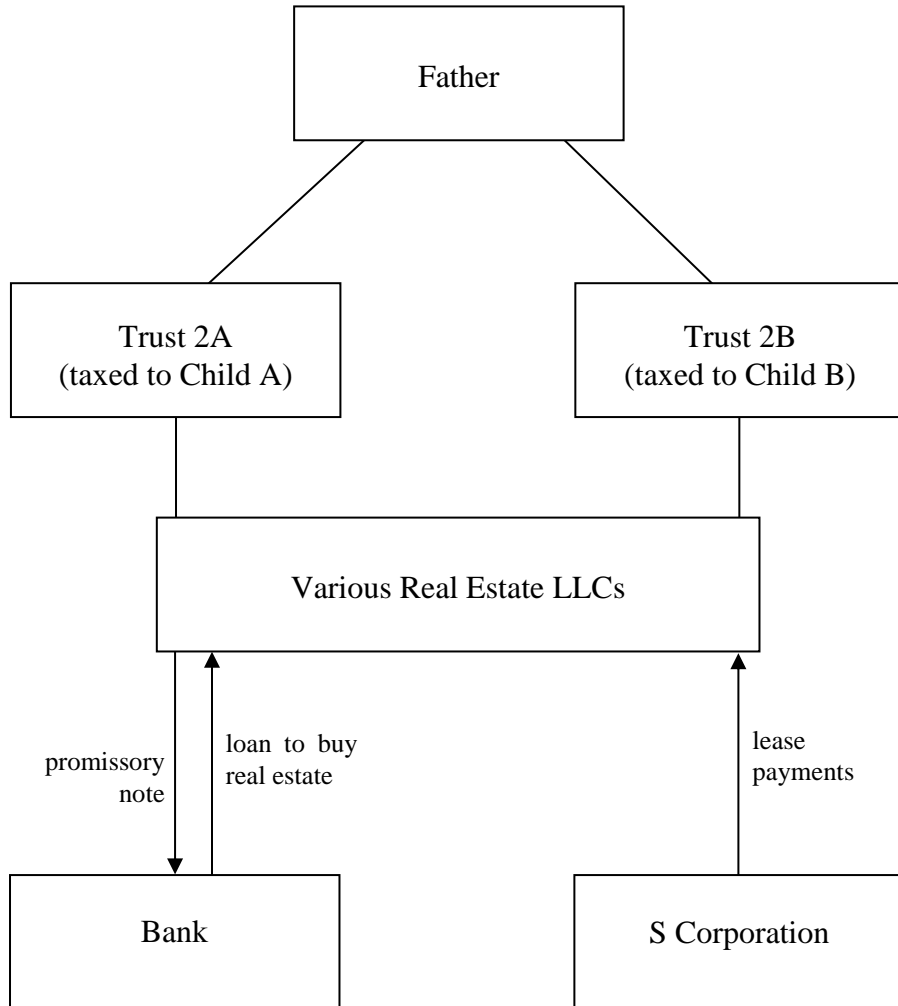 Father
Trust 2A
(taxed to Child A)
Trust 2B
(taxed to Child B)
Various Real Estate LLCs
promissory
note
loan to buy
real estate
lease
payments
Bank
S Corporation